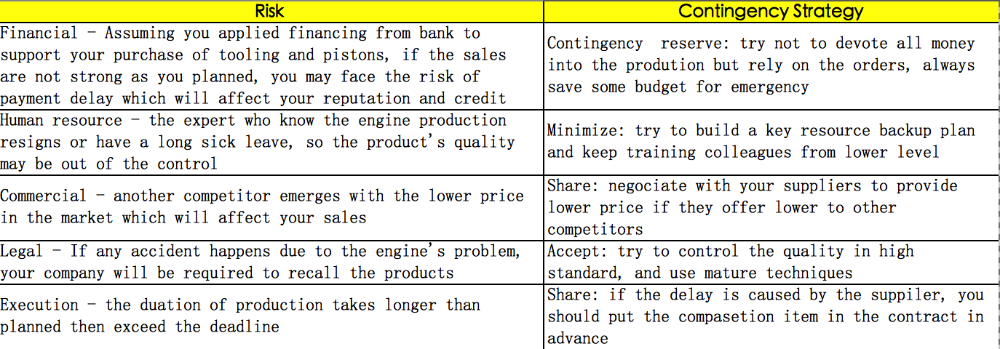 Risk
Contingency Strategy
Financial - Assuming you applied financing from bank to
support your purchase of tooling and pistons, if the sales
are not strong as you planned, you may face the risk of
payment delay which will affect your reputation and credit
Contingency  reserve: try not to devote all money
into the prodution but rely on the orders, always
save some budget for emergency
Human resource - the expert who know the engine production
resigns or have a long sick leave, so the product's quality
may be out of the control
Minimize: try to build a key resource backup plan
and keep training colleagues from lower level
Commercial - another competitor emerges with the lower price
in the market which will affect your sales
Share: negociate with your suppliers to provide
lower price if they offer lower to other
competitors
Legal - If any accident happens due to the engine's problem,
your company will be required to recall the products
Accept: try to control the quality in high
standard, and use mature techniques
Execution - the duation of production takes longer than
planned then exceed the deadline
Share: if the delay is caused by the suppiler, you
should put the compasetion item in the contract in
advance